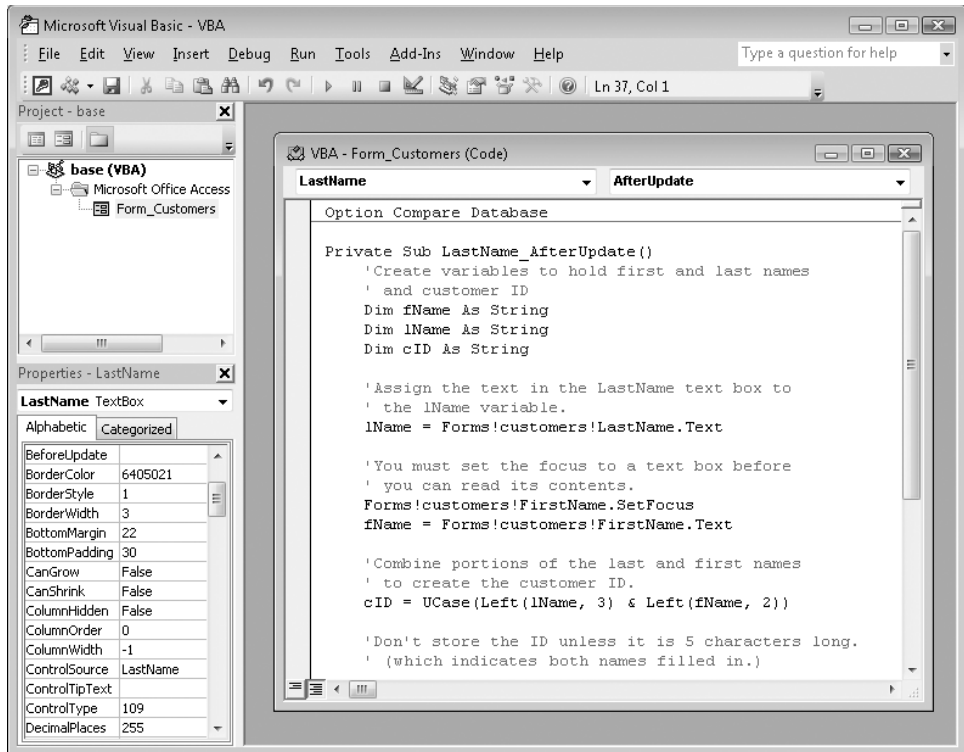 Microsoft Visual Basic - VBA
File Edit View Insert Debug Run Tools Add-Ins Window Help Type a question for help
Ln 37, Col 1
Project - base
base (VBA)
Microsoft Office Access
Form_Customers
Properties - LastName
LastName TextBox
Alphabetic Categorized
BeforeUpdate
BorderColor 6405021
BorderStyle 1
BorderWidth 3
BottomMargin 22
BottomPadding 30
CanGrow False
CanShrink False
ColumnHidden False
ColumnOrder 0
ColumnWidth -1
ControlSource LastName
ControlTipText
ControlType 109
DecimalPlaces 255
VBA - Form_Customers (Code)
LastName AfterUpdate
Option Compare Database
Private Sub LastName_AfterUpdate()
'Create variables to hold first and last names
' and customer ID
Dim fName As String
Dim lName As String
Dim cID As String
'Assign the text in the LastName text box to
' the lName variable.
lName = Forms!customers!LastName.Text
'You must set the focus to a text box before
' you can read its contents.
Forms!customers!FirstName.SetFocus
fName = Forms!customers!FirstName.Text
'Combine portions of the last and first names
' to create the customer ID.
cID = UCase(Left(lName, 3) & Left(fName, 2))
'Don't store the ID unless it is 5 characters long.
' (which indicates both names filled in.)